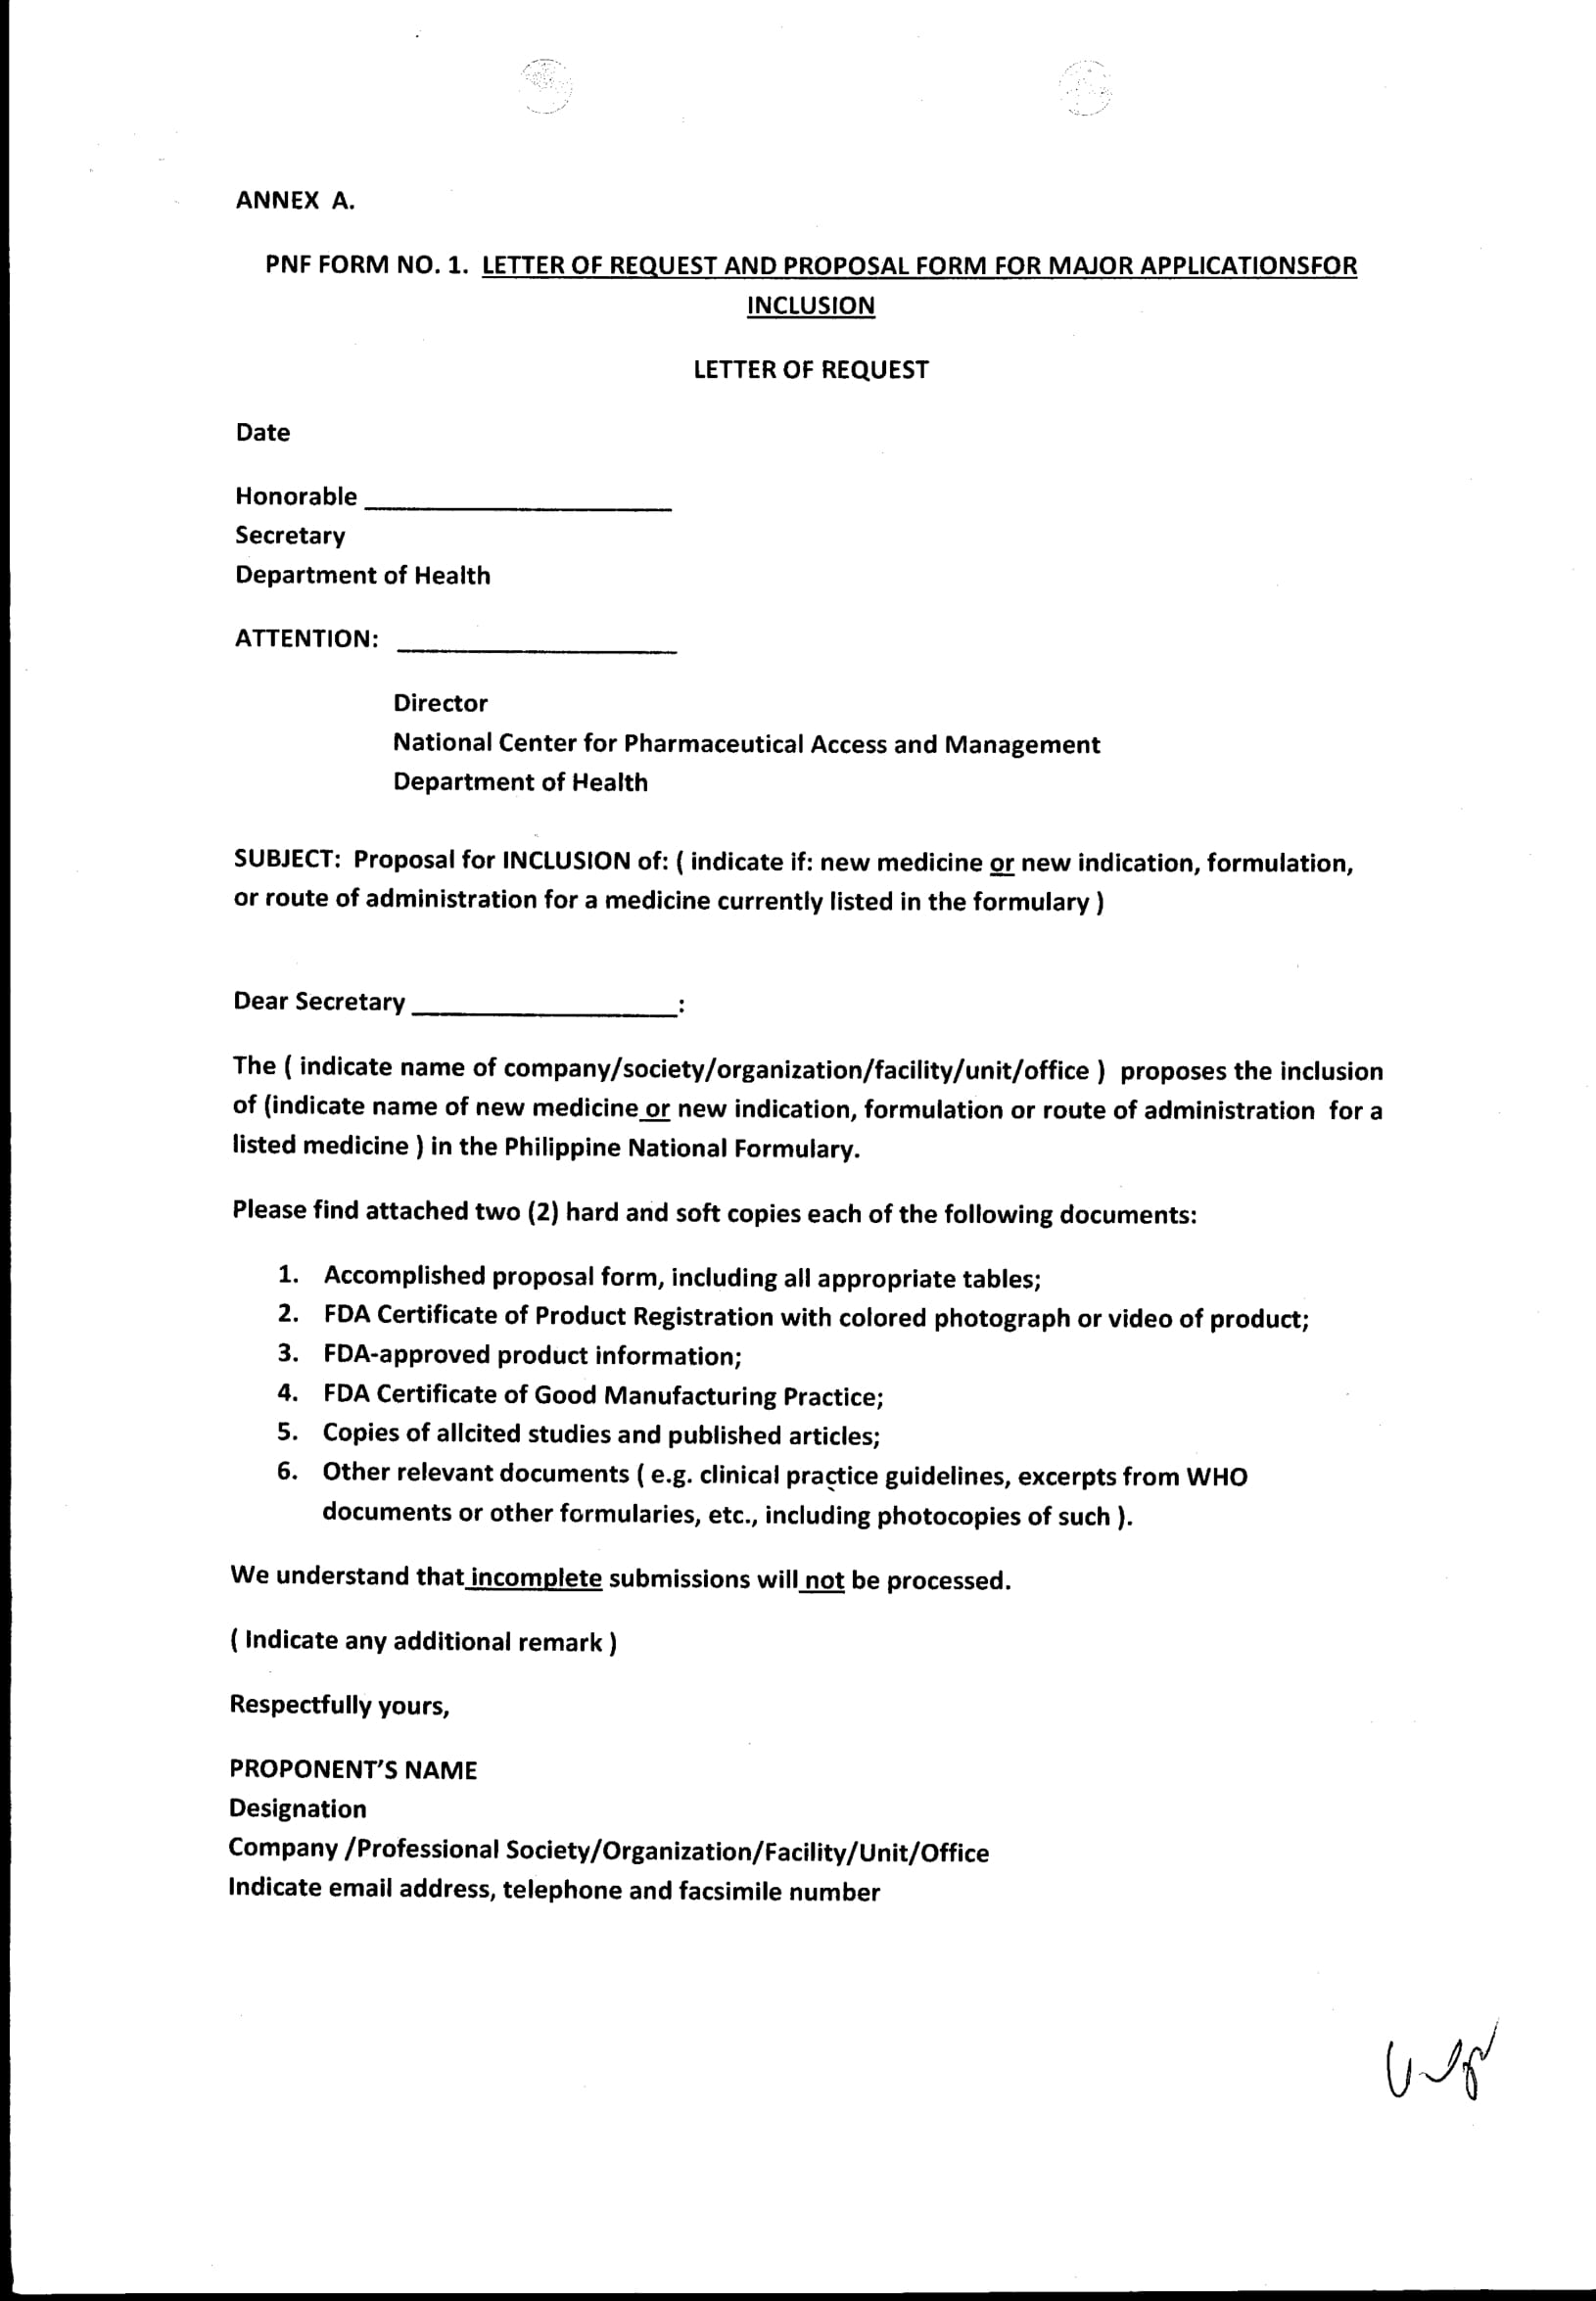 ANNEX A.
PNF FORM NO. 1. LETTER OF REQUEST AND PROPOSAL FORM FOR MAJOR APPLICATIONSFOR
INCLUSION
LETTER OF REQUEST
Date
Honorable ______________________
Secretary
Department of Health
ATTENTION: ____________________
Director
National Center for Pharmaceutical Access and Management
Department of Health
SUBJECT: Proposal for INCLUSION of: ( indicate if: new medicine or new indication, formulation,
or route of administration for a medicine currently listed in the formulary )
Dear Secretary ___________________:
The ( indicate name of company/society/organization/facility/unit/office ) proposes the inclusion
of (indicate name of new medicine or new indication, formulation or route of administration for a
listed medicine ) in the Philippine National Formulary.
Please find attached two (2) hard and soft copies each of the following documents:
1. Accomplished proposal form, including all appropriate tables;
2. FDA Certificate of Product Registration with colored photograph or video of product;
3. FDA-approved product information;
4. FDA Certificate of Good Manufacturing Practice;
5. Copies of allcited studies and published articles;
6. Other relevant documents ( e.g. clinical practice guidelines, excerpts from WHO
documents or other formularies, etc., including photocopies of such ).
We understand that incomplete submissions will not be processed.
( Indicate any additional remark )
Respectfully yours,
PROPONENT'S NAME
Designation
Company /Professional Society/Organization/Facility/Unit/Office
Indicate email address, telephone and facsimile number